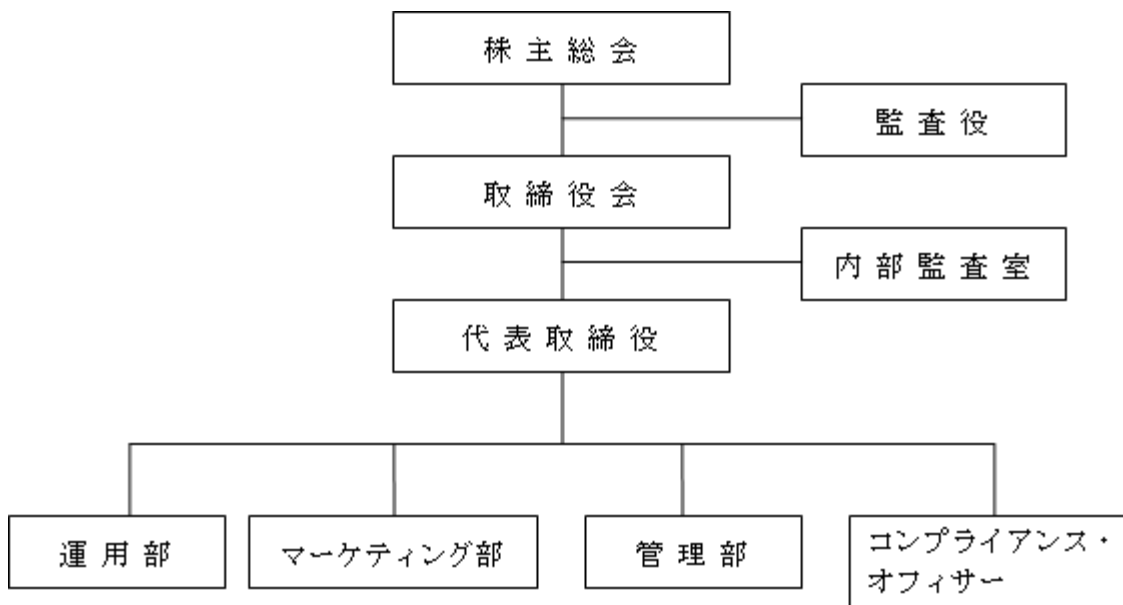 株主総会
監査役
取締役会
内部監査室
代表取締役
運用部
マーケティング部
管理部
コンプライアンス・
オフィサー